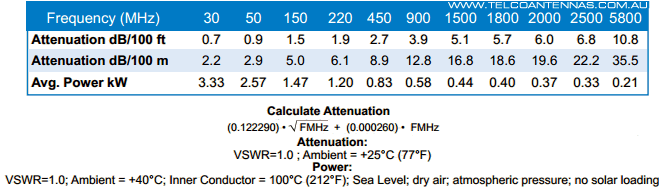 WWW.TELCOANTENNAS.COM.AU
Frequency (MHz) 30 50 150 220 450 900 1500 1800 2000 2500 5800
Attenuation dB/100 ft 0.7 0.9 1.5 1.9 2.7 3.9 5.1 5.7 6.0 6.8 10.8
Attenuation dB/100 m 2.2 2.9 5.0 6.1 8.9 12.8 16.8 18.6 19.6 22.2 35.5
Avg. Power kW 3.33 2.57 1.47 1.20 0.83 0.58 0.44 0.40 0.37 0.33 0.21
Calculate Attenuation
(0.122290) • √FMHz + (0.000260) • FMHz
Attenuation:
VSWR=1.0 ; Ambient = +25°C (77°F)
Power:
VSWR=1.0; Ambient = +40°C; Inner Conductor = 100°C (212°F); Sea Level; dry air; atmospheric pressure; no solar loading